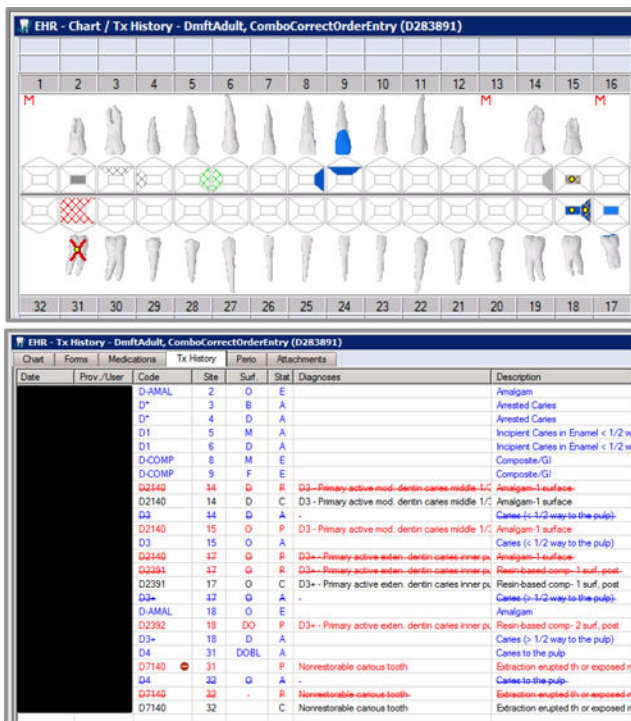 EHR - Chart / Tx History - DmftAdult, ComboCorrectOrderEntry (D283891)
1 2 3 4 5 6 7 8 9 10 11 12 13 14 15 16
M M M
32 31 30 29 28 27 26 25 24 23 22 21 20 19 18 17
EHR - Tx History - DmftAdult, ComboCorrectOrderEntry (D283891)
Chart Forms Medications Tx History Perio Attachments
Date Prov./User Code Site Surf. Stat Diagnoses Description
D-AMAL 2 O E Amalgam
D* 3 B A Arrested Caries
D* 4 D A Arrested Caries
D1 5 M A Incipient Caries in Enamel < 1/2 w
D1 6 D A Incipient Caries in Enamel < 1/2 w
D-COMP 8 M E Composite/GI
D-COMP 9 F E Composite/GI
D2140 14 D P D3 - Primary active mod. dentin caries middle 1/3 Amalgam-1 surface
D2140 14 D C D3 - Primary active mod. dentin caries middle 1/3 Amalgam-1 surface
D3 14 D A - Caries (< 1/2 way to the pulp)
D2140 15 O P D3 - Primary active mod. dentin caries middle 1/3 Amalgam-1 surface
D3 15 O A Caries (< 1/2 way to the pulp)
D2140 17 O P D3+ - Primary active exten. dentin caries inner pu Amalgam-1 surface
D2391 17 O P D3+ - Primary active exten. dentin caries inner pu Resin-based comp- 1 surf, post
D2391 17 O C D3+ - Primary active exten. dentin caries inner pu Resin-based comp- 1 surf, post
D3+ 17 O A - Caries (> 1/2 way to the pulp)
D-AMAL 18 O E Amalgam
D2392 18 DO P D3+ - Primary active exten. dentin caries inner pu Resin-based comp- 2 surf, post
D3+ 18 D A Caries (> 1/2 way to the pulp)
D4 31 DOBL A Caries to the pulp
D7140 31 P Nonrestorable carious tooth Extraction erupted th or exposed r
D4 32 O A - Caries to the pulp
D7140 32 - P Nonrestorable carious tooth Extraction erupted th or exposed r
D7140 32 C Nonrestorable carious tooth Extraction erupted th or exposed r